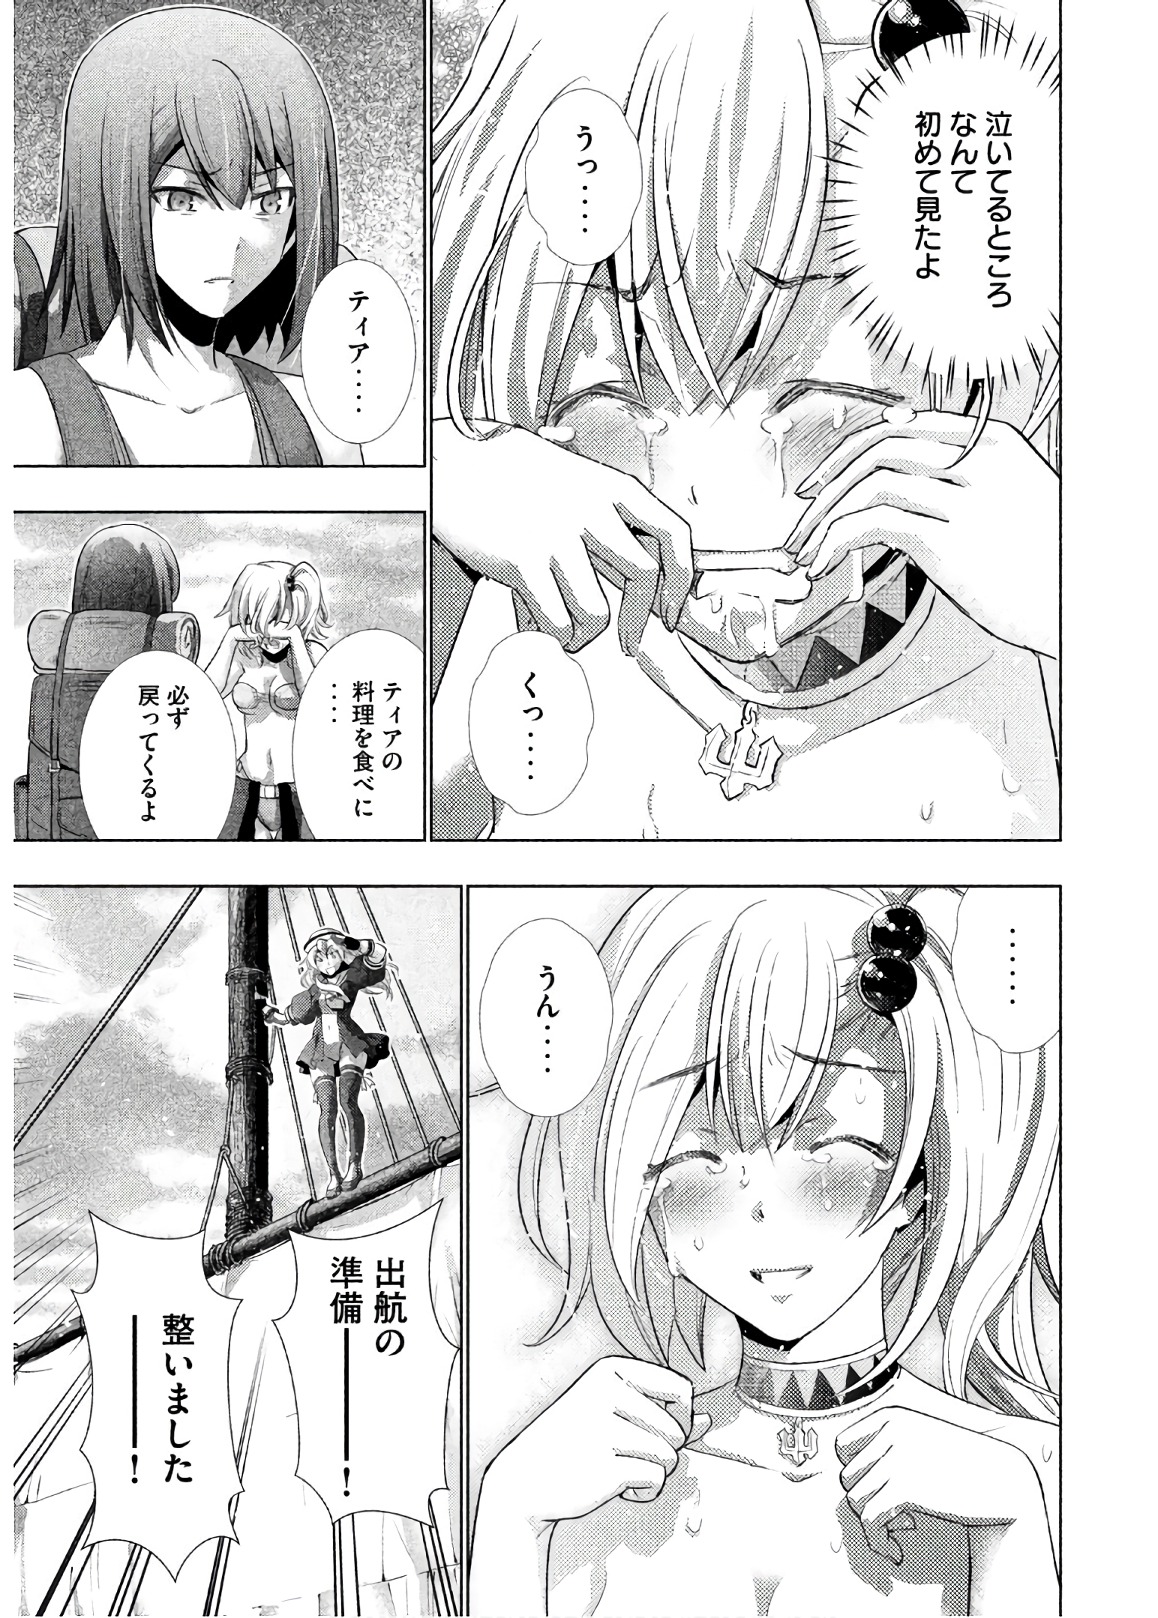 泣いてるところ
なんて
初めて見たよ
うっ‥‥
くっ‥‥
ティア‥‥
ティアの
料理を食べに
‥‥
必ず
戻ってくるよ
‥‥‥
うん‥‥
出航の
準備――!
整いました
――!